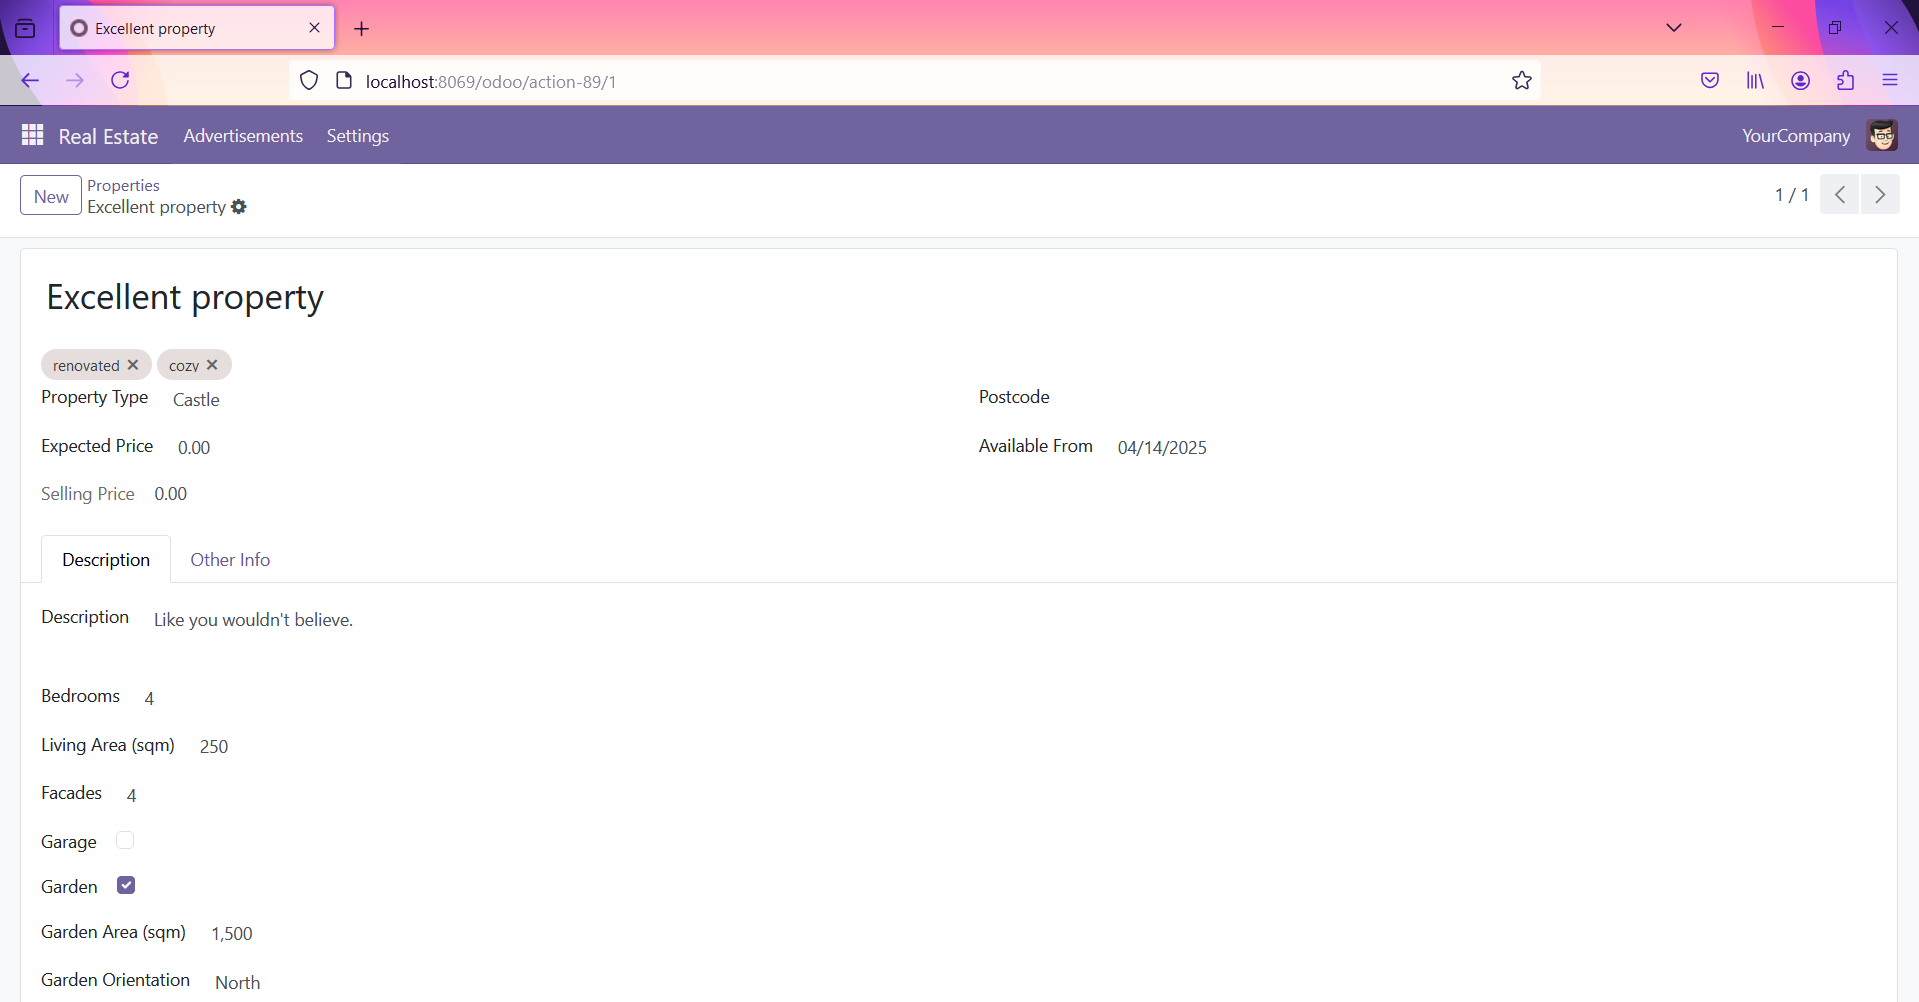 Excellent property
localhost:8069/odoo/action-89/1
Real Estate Advertisements Settings YourCompany
New Properties 1 / 1
Excellent property
Excellent property
renovated cozy
Property Type Castle Postcode
Expected Price 0.00 Available From 04/14/2025
Selling Price 0.00
Description Other Info
Description Like you wouldn't believe.
Bedrooms 4
Living Area (sqm) 250
Facades 4
Garage
Garden
Garden Area (sqm) 1,500
Garden Orientation North